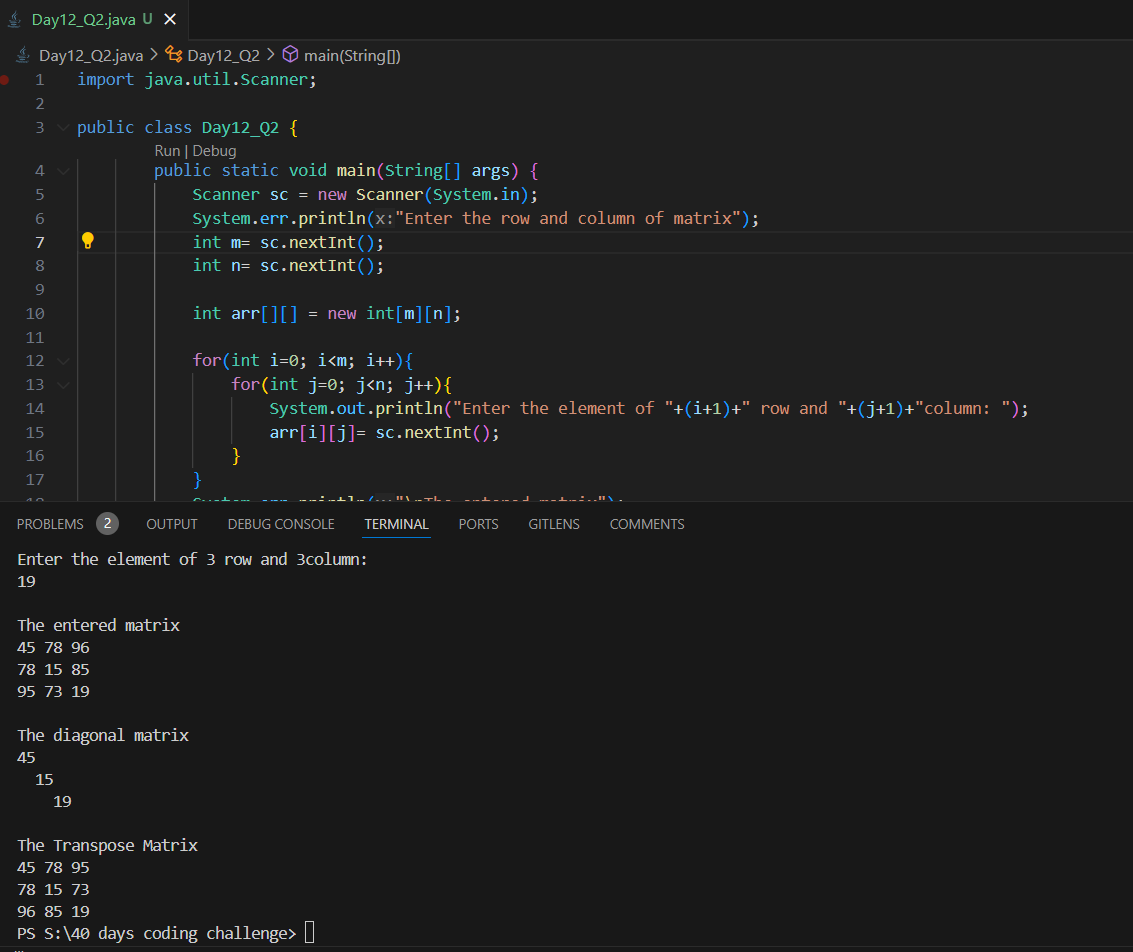 Day12_Q2.java U
Day12_Q2.java > Day12_Q2 > main(String[])
1 import java.util.Scanner;
2
3 public class Day12_Q2 {
Run | Debug
4 public static void main(String[] args) {
5 Scanner sc = new Scanner(System.in);
6 System.err.println(x:"Enter the row and column of matrix");
7 int m= sc.nextInt();
8 int n= sc.nextInt();
9
10 int arr[][] = new int[m][n];
11
12 for(int i=0; i<m; i++){
13 for(int j=0; j<n; j++){
14 System.out.println("Enter the element of "+(i+1)+" row and "+(j+1)+"column: ");
15 arr[i][j]= sc.nextInt();
16 }
17 }
18 System.err.println(x:"\nThe entered matrix");
PROBLEMS 2 OUTPUT DEBUG CONSOLE TERMINAL PORTS GITLENS COMMENTS
Enter the element of 3 row and 3column:
19
The entered matrix
45 78 96
78 15 85
95 73 19
The diagonal matrix
45
15
19
The Transpose Matrix
45 78 95
78 15 73
96 85 19
PS S:\40 days coding challenge>